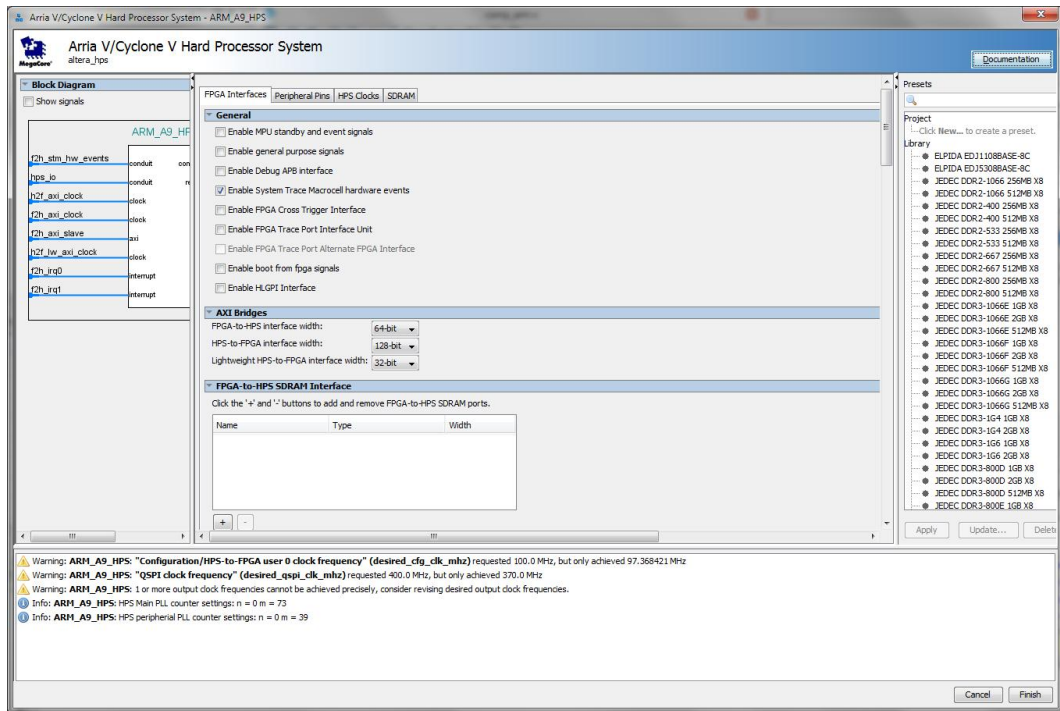 Arria V/Cyclone V Hard Processor System - ARM_A9_HPS
Arria V/Cyclone V Hard Processor System
altera_hps
MegaCore
Documentation
Block Diagram
Show signals
ARM_A9_HP
f2h_stm_hw_events
conduit
con
hps_io
conduit
re
h2f_axi_clock
clock
f2h_axi_clock
clock
f2h_axi_slave
axi
h2f_lw_axi_clock
clock
f2h_irq0
interrupt
f2h_irq1
interrupt
FPGA Interfaces Peripheral Pins HPS Clocks SDRAM
General
Enable MPU standby and event signals
Enable general purpose signals
Enable Debug APB interface
Enable System Trace Macrocell hardware events
Enable FPGA Cross Trigger Interface
Enable FPGA Trace Port Interface Unit
Enable FPGA Trace Port Alternate FPGA Interface
Enable boot from fpga signals
Enable HLGPI Interface
AXI Bridges
FPGA-to-HPS interface width: 64-bit
HPS-to-FPGA interface width: 128-bit
Lightweight HPS-to-FPGA interface width: 32-bit
FPGA-to-HPS SDRAM Interface
Click the '+' and '-' buttons to add and remove FPGA-to-HPS SDRAM ports.
Name Type Width
+ -
Presets
Project
Click New... to create a preset.
Library
ELPIDA EDJ1108BASE-8C
ELPIDA EDJ5308BASE-8C
JEDEC DDR2-1066 256MB X8
JEDEC DDR2-1066 512MB X8
JEDEC DDR2-400 256MB X8
JEDEC DDR2-400 512MB X8
JEDEC DDR2-533 256MB X8
JEDEC DDR2-533 512MB X8
JEDEC DDR2-667 256MB X8
JEDEC DDR2-667 512MB X8
JEDEC DDR2-800 256MB X8
JEDEC DDR2-800 512MB X8
JEDEC DDR3-1066E 1GB X8
JEDEC DDR3-1066E 2GB X8
JEDEC DDR3-1066E 512MB X8
JEDEC DDR3-1066F 1GB X8
JEDEC DDR3-1066F 2GB X8
JEDEC DDR3-1066F 512MB X8
JEDEC DDR3-1066G 1GB X8
JEDEC DDR3-1066G 2GB X8
JEDEC DDR3-1066G 512MB X8
JEDEC DDR3-1G4 1GB X8
JEDEC DDR3-1G4 2GB X8
JEDEC DDR3-1G6 1GB X8
JEDEC DDR3-1G6 2GB X8
JEDEC DDR3-800D 1GB X8
JEDEC DDR3-800D 2GB X8
JEDEC DDR3-800D 512MB X8
JEDEC DDR3-800E 1GB X8
Apply Update... Delet
Warning: ARM_A9_HPS: "Configuration/HPS-to-FPGA user 0 clock frequency" (desired_cfg_clk_mhz) requested 100.0 MHz, but only achieved 97.368421 MHz
Warning: ARM_A9_HPS: "QSPI clock frequency" (desired_qspi_clk_mhz) requested 400.0 MHz, but only achieved 370.0 MHz
Warning: ARM_A9_HPS: 1 or more output clock frequencies cannot be achieved precisely, consider revising desired output clock frequencies.
Info: ARM_A9_HPS: HPS Main PLL counter settings: n = 0 m = 73
Info: ARM_A9_HPS: HPS peripherial PLL counter settings: n = 0 m = 39
Cancel Finish